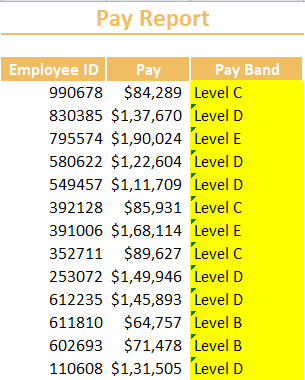 Pay Report
Employee ID Pay Pay Band
990678 $84,289 Level C
830385 $1,37,670 Level D
795574 $1,90,024 Level E
580622 $1,22,604 Level D
549457 $1,11,709 Level D
392128 $85,931 Level C
391006 $1,68,114 Level E
352711 $89,627 Level C
253072 $1,49,946 Level D
612235 $1,45,893 Level D
611810 $64,757 Level B
602693 $71,478 Level B
110608 $1,31,505 Level D